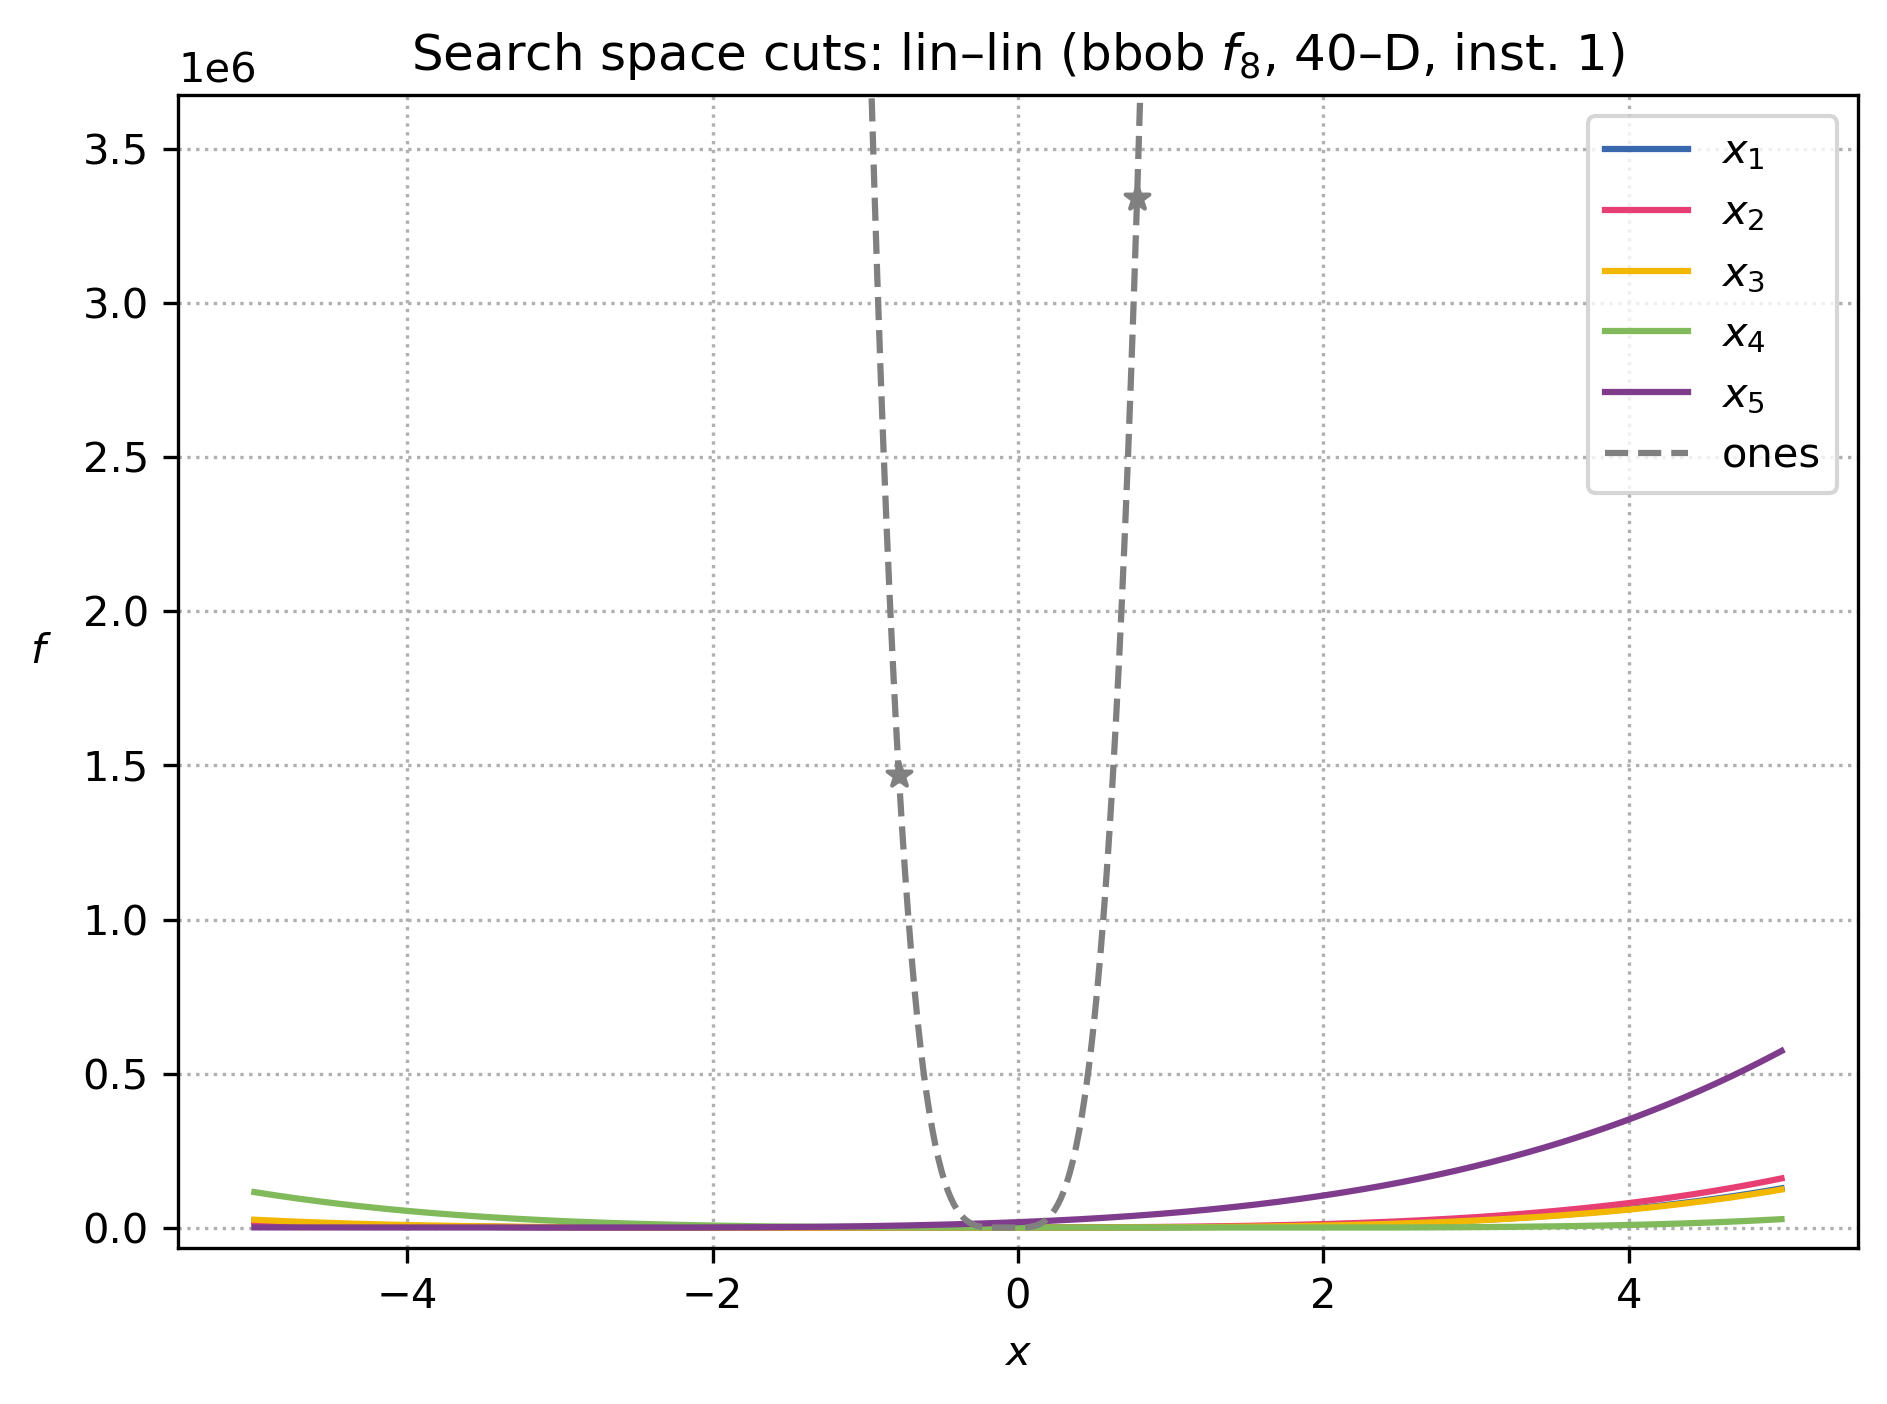 Search space cuts: lin–lin (bbob f₈, 40–D, inst. 1)
1e6
3.5
3.0
2.5
2.0
1.5
1.0
0.5
0.0
f
−4
−2
0
2
4
x
x₁
x₂
x₃
x₄
x₅
ones